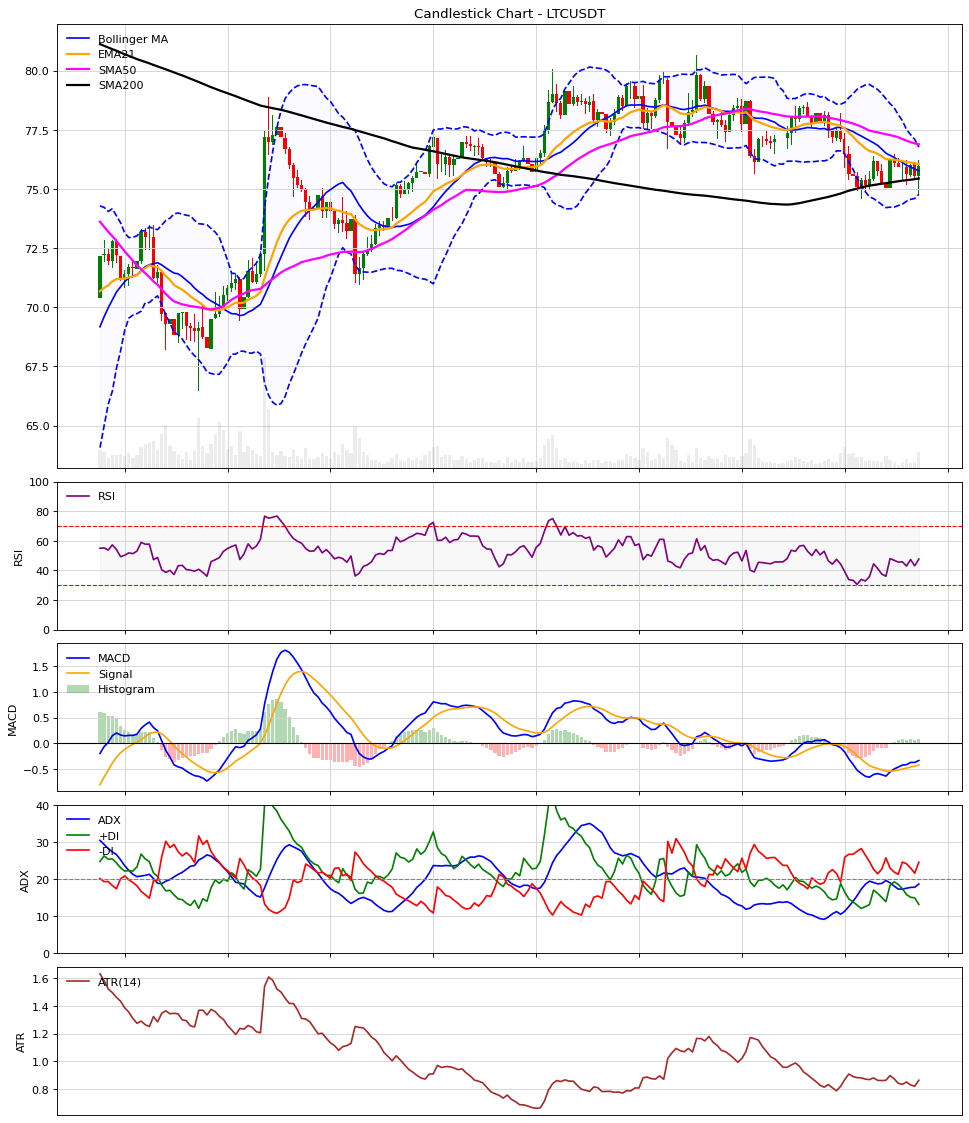 Candlestick Chart - LTCUSDT
Bollinger MA
EMA21
SMA50
SMA200
80.0
77.5
75.0
72.5
70.0
67.5
65.0
RSI
RSI
100
80
60
40
20
0
MACD
Signal
Histogram
MACD
1.5
1.0
0.5
0.0
−0.5
ADX
+DI
-DI
ADX
40
30
20
10
0
ATR(14)
ATR
1.6
1.4
1.2
1.0
0.8